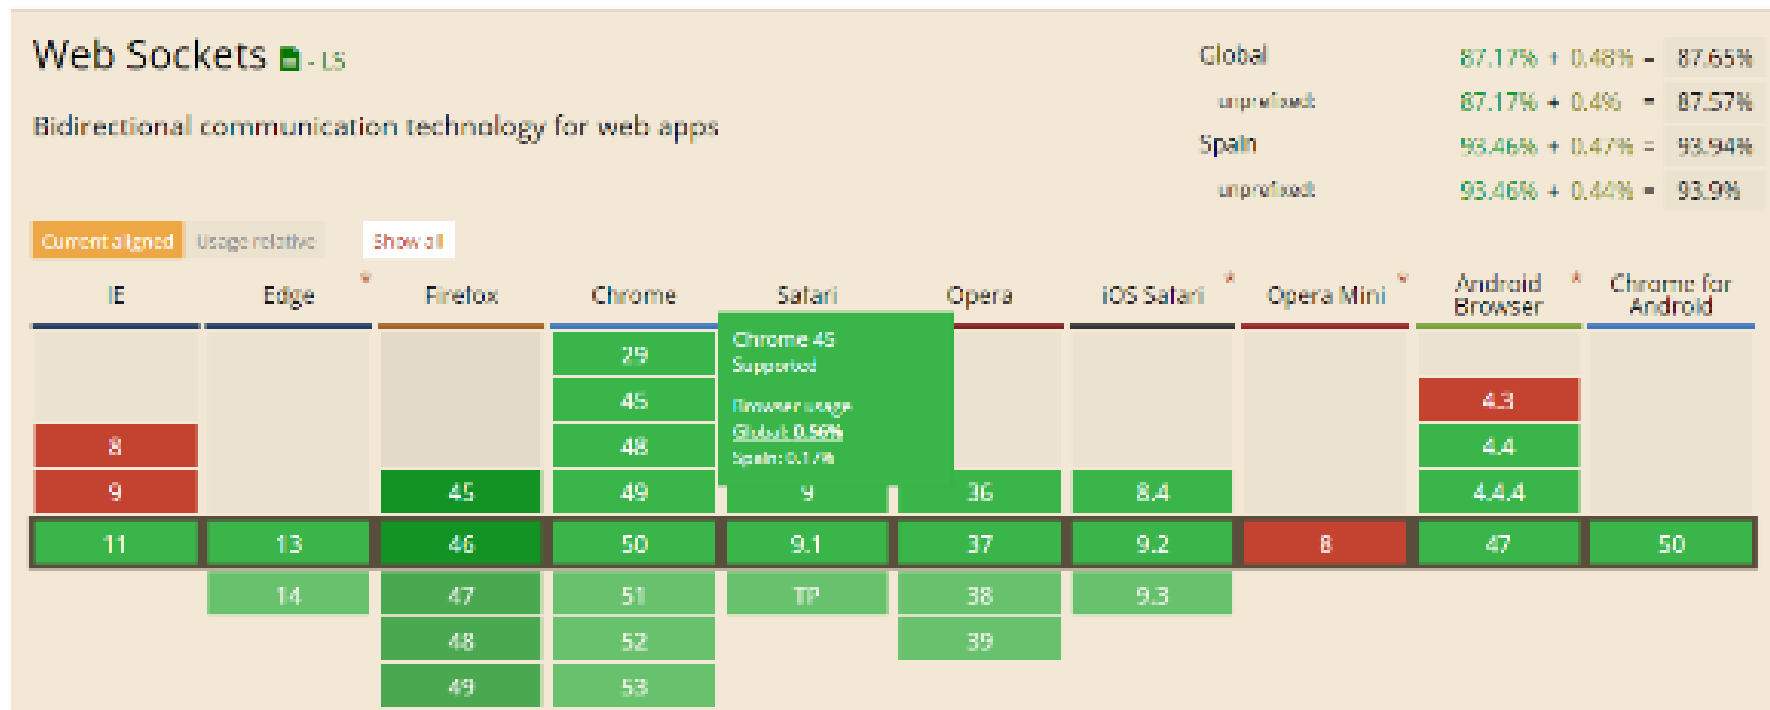 Web Sockets - LS
Global 87.17% + 0.48% = 87.65%
unprefixed: 87.17% + 0.4% = 87.57%
Bidirectional communication technology for web apps
Spain 93.46% + 0.47% = 93.94%
unprefixed: 93.46% + 0.44% = 93.9%
Current aligned Usage relative Show all
IE Edge * Firefox Chrome Safari Opera iOS Safari * Opera Mini * Android Browser * Chrome for Android
29
Chrome 45
Supported
45 4.3
Browser usage
Global: 0.56%
8 48 4.4
Spain: 0.17%
9 45 49 9 36 8.4 4.4.4
11 13 46 50 9.1 37 9.2 8 47 50
14 47 51 TP 38 9.3
48 52 39
49 53